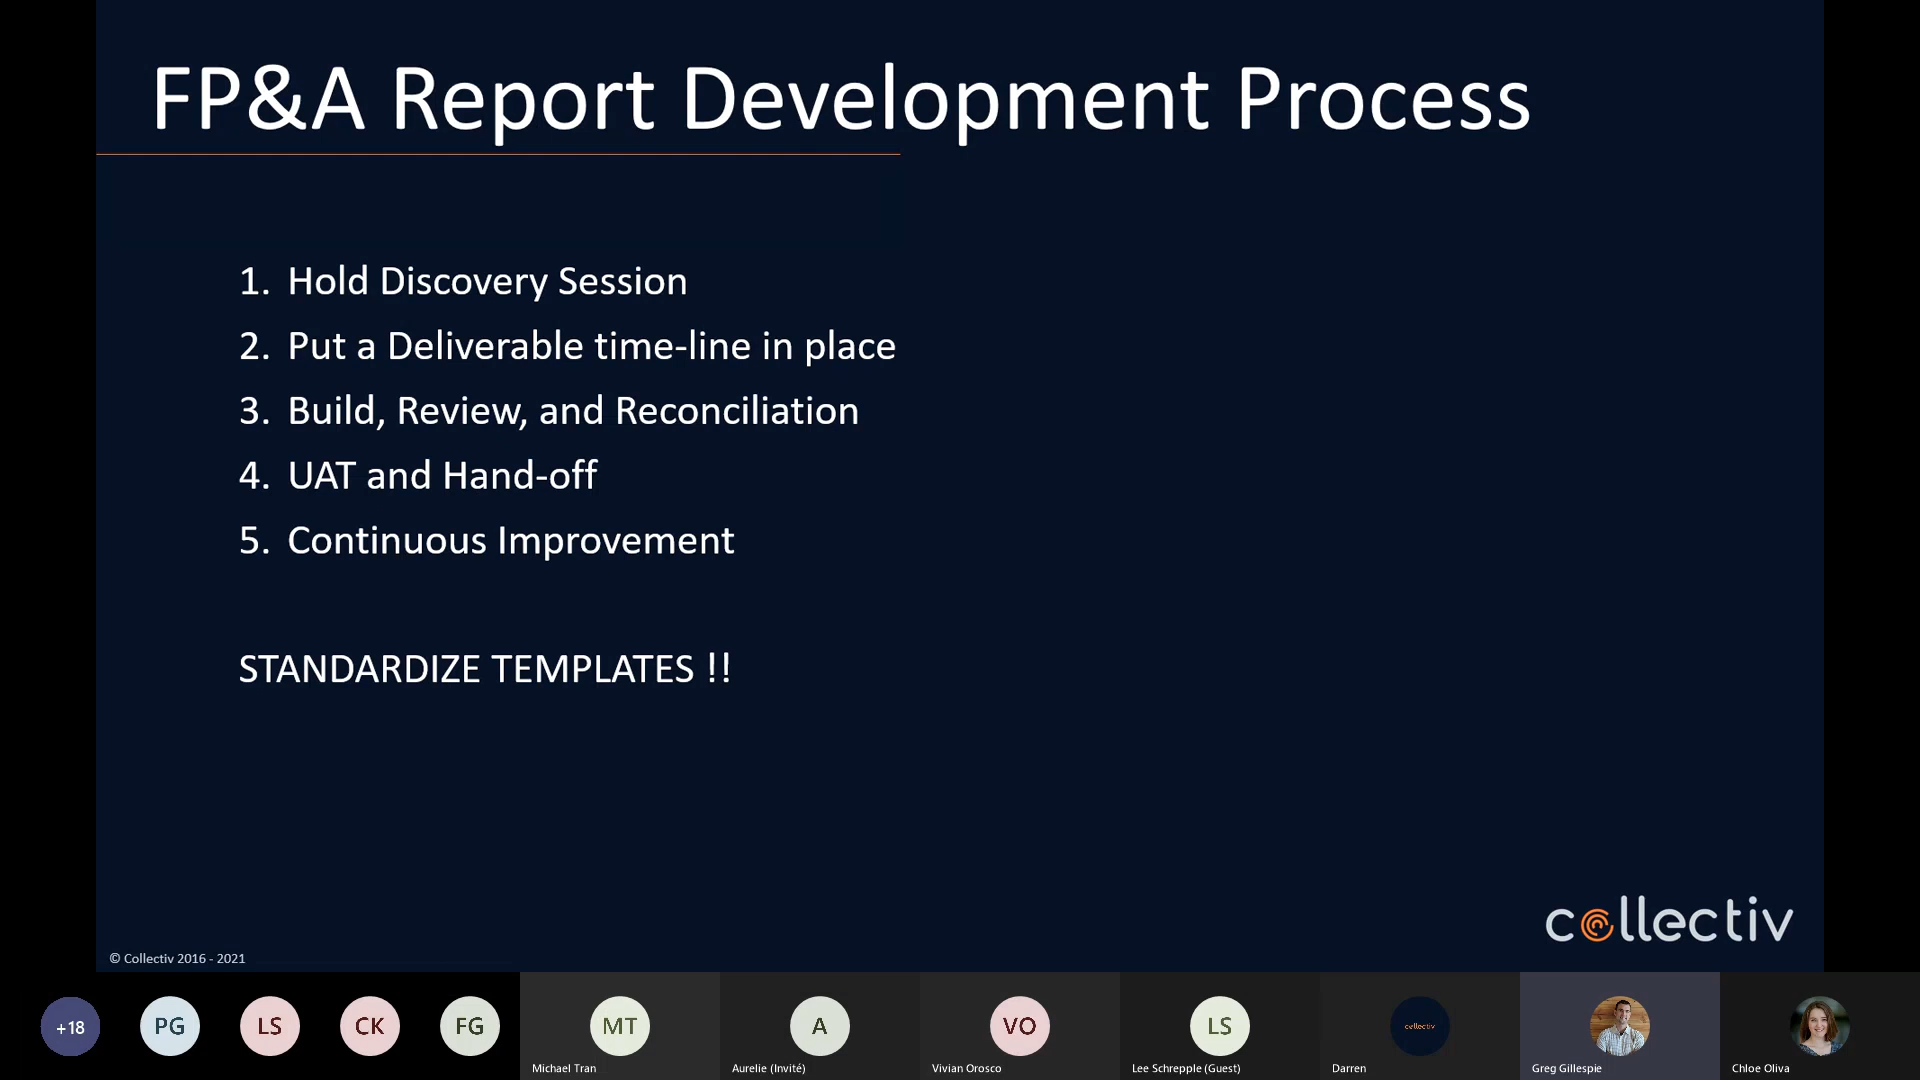 FP&A Report Development Process
1. Hold Discovery Session
2. Put a Deliverable time-line in place
3. Build, Review, and Reconciliation
4. UAT and Hand-off
5. Continuous Improvement
STANDARDIZE TEMPLATES !!
collectiv
© Collectiv 2016 - 2021
+18
PG
LS
CK
FG
MT
A
VO
LS
collectiv
Michael Tran
Aurelie (Invité)
Vivian Orosco
Lee Schrepple (Guest)
Darren
Greg Gillespie
Chloe Oliva